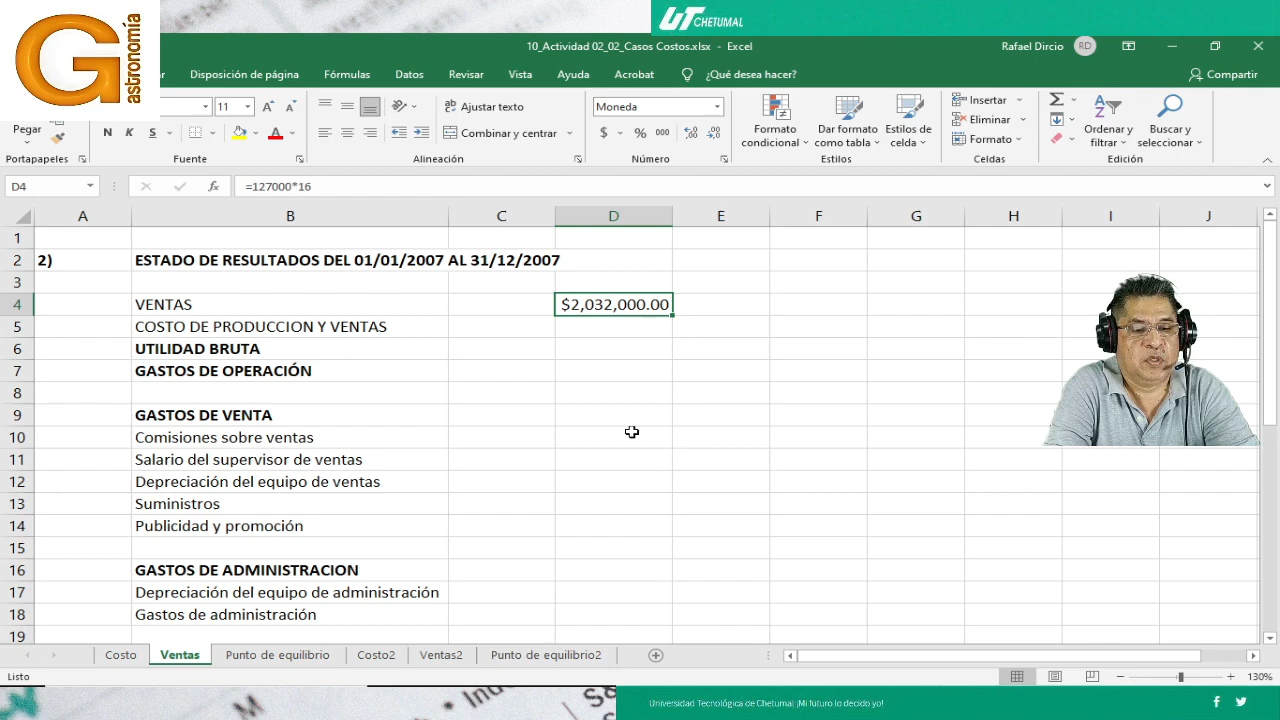 G
astronomía
UT CHETUMAL
10_Actividad 02_02_Casos Costos.xlsx - Excel
Rafael Dircio RD
Disposición de página Fórmulas Datos Revisar Vista Ayuda Acrobat ¿Qué desea hacer? Compartir
11 A A Ajustar texto Moneda Insertar
Pegar N K S Combinar y centrar $ % 000 Formato condicional Dar formato como tabla Estilos de celda Eliminar Formato Ordenar y filtrar Buscar y seleccionar
Portapapeles Fuente Alineación Número Estilos Celdas Edición
D4 fx =127000*16
A B C D E F G H I J
1
2 2) ESTADO DE RESULTADOS DEL 01/01/2007 AL 31/12/2007
3
4 VENTAS $2,032,000.00
5 COSTO DE PRODUCCION Y VENTAS
6 UTILIDAD BRUTA
7 GASTOS DE OPERACIÓN
8
9 GASTOS DE VENTA
10 Comisiones sobre ventas
11 Salario del supervisor de ventas
12 Depreciación del equipo de ventas
13 Suministros
14 Publicidad y promoción
15
16 GASTOS DE ADMINISTRACION
17 Depreciación del equipo de administración
18 Gastos de administración
19
Costo Ventas Punto de equilibrio Costo2 Ventas2 Punto de equilibrio2
Listo 130%
Universidad Tecnológica de Chetumal ¡Mi futuro lo decido yo!